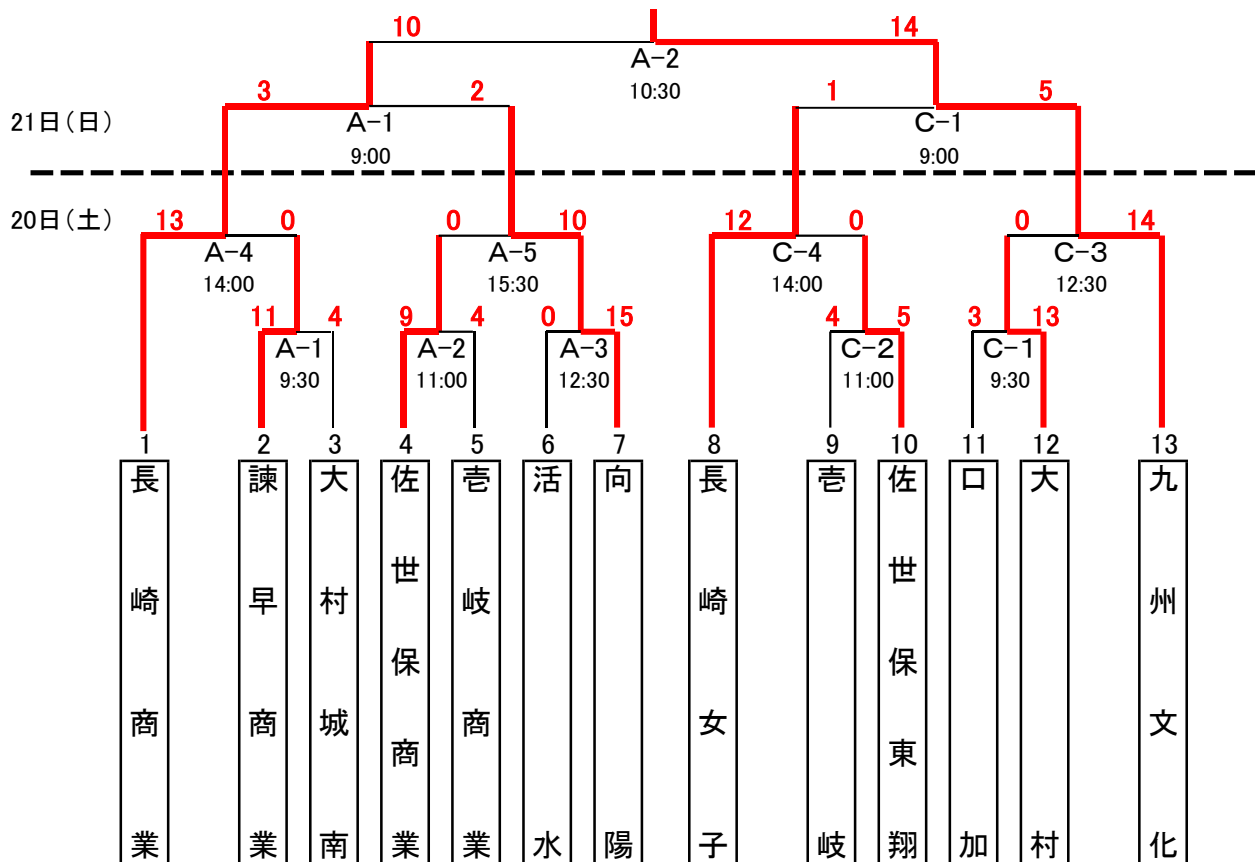 10 14
A-2
10:30
3 2 1 5
21日(日)
A-1 C-1
9:00 9:00
20日(土)
13 0 0 10 12 0 0 14
A-4 A-5 C-4 C-3
14:00 15:30 14:00 12:30
11 4 9 4 0 15 4 5 3 13
A-1 A-2 A-3 C-2 C-1
9:30 11:00 12:30 11:00 9:30
1 2 3 4 5 6 7 8 9 10 11 12 13
長崎商業
諫早商業
大村城南
佐世保商業
壱岐商業
活水
向陽
長崎女子
壱岐
佐世保東翔
口加
大村
九州文化